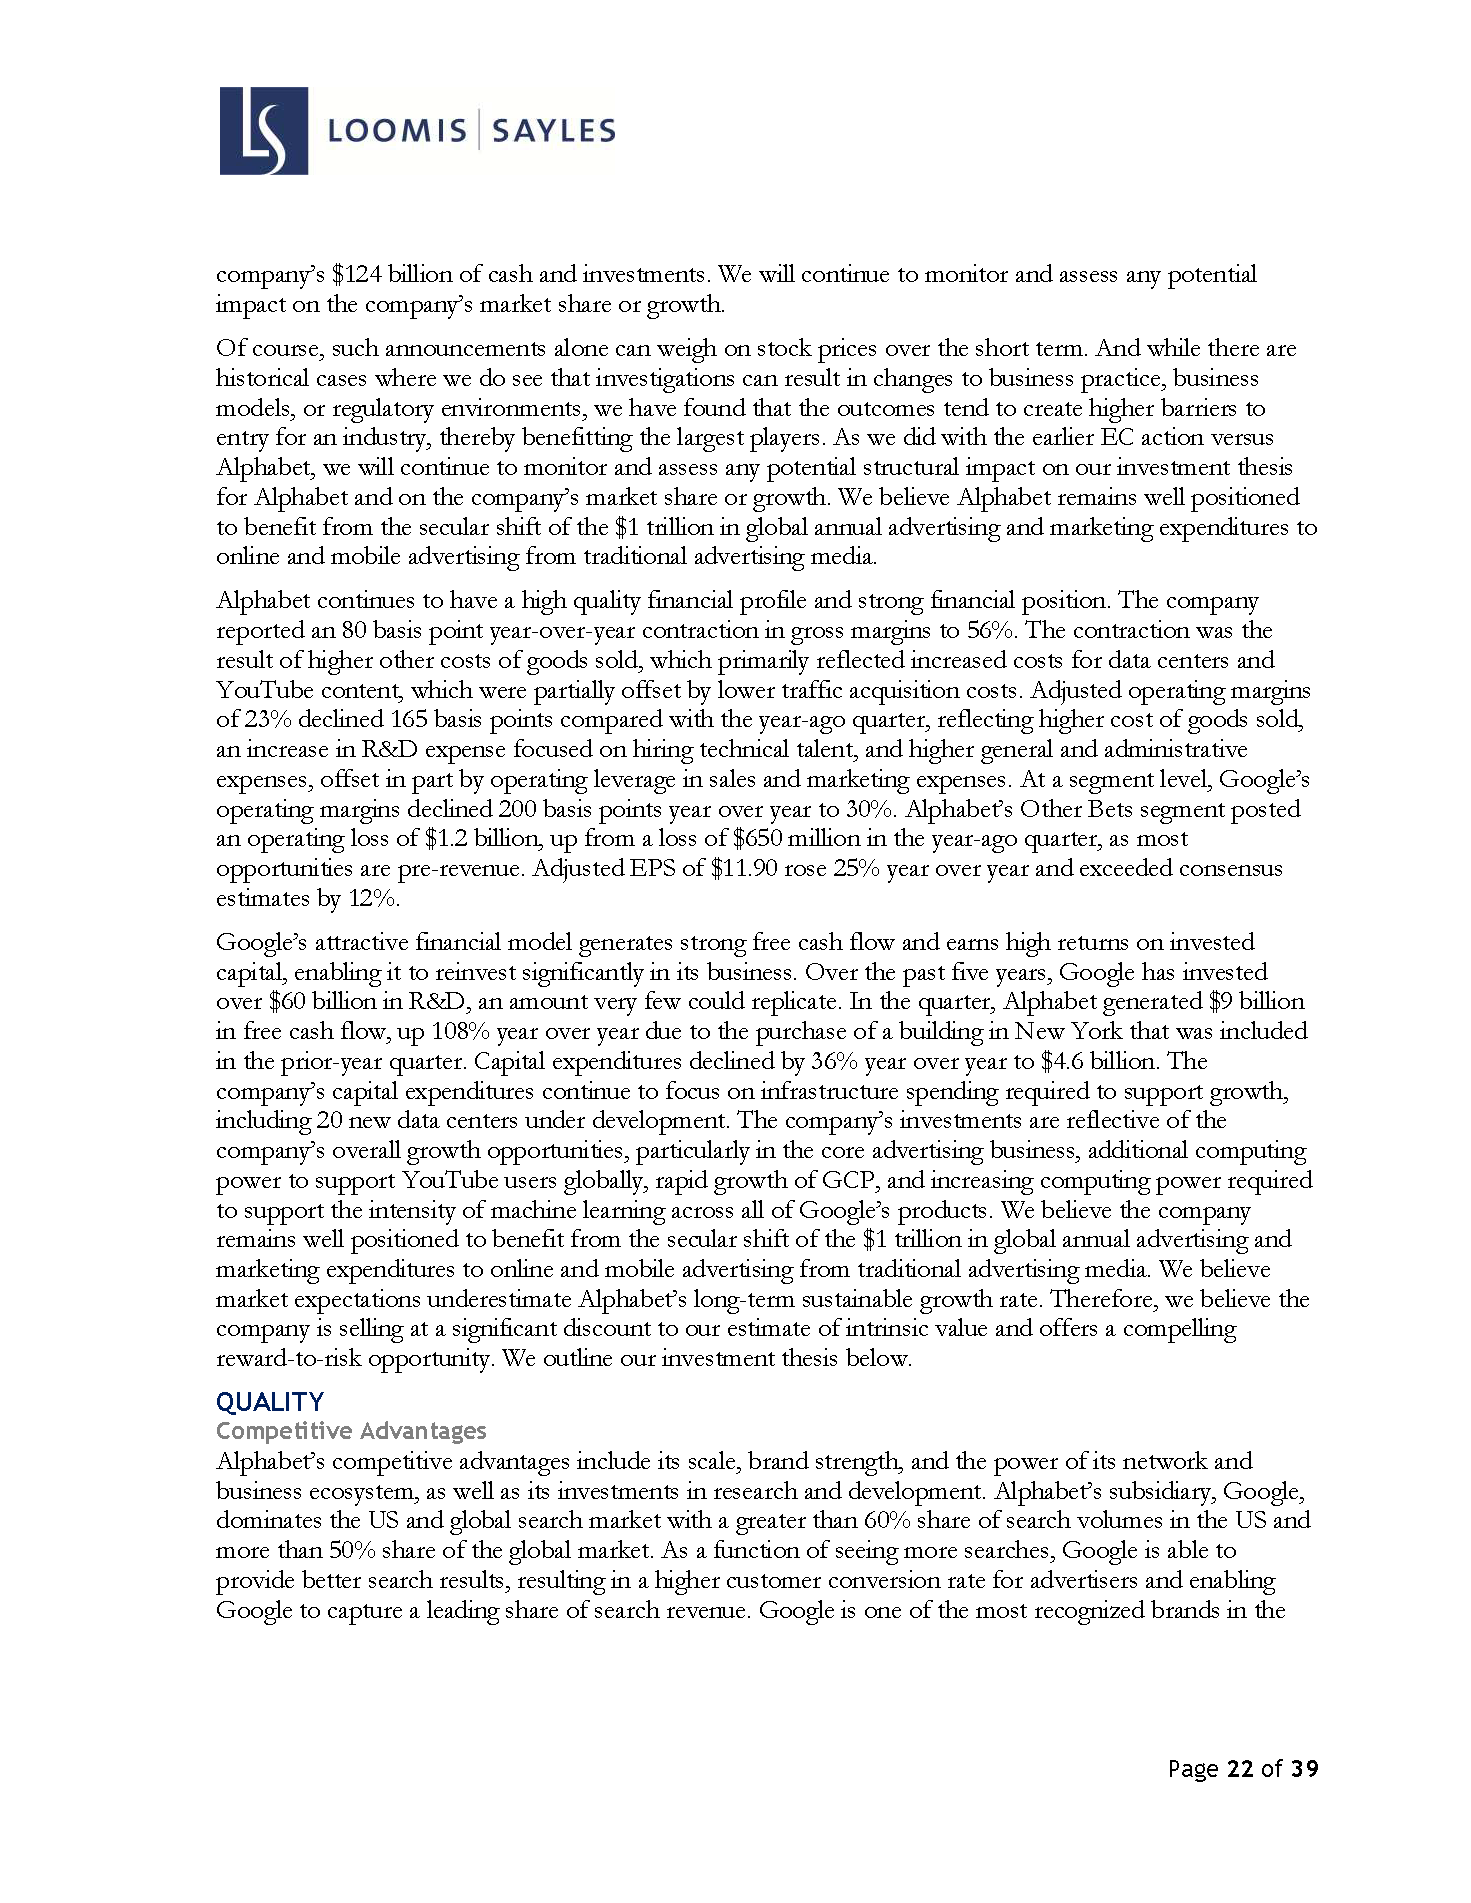 LS LOOMIS | SAYLES
company’s $124 billion of cash and investments. We will continue to monitor and assess any potential
impact on the company’s market share or growth.
Of course, such announcements alone can weigh on stock prices over the short term. And while there are
historical cases where we do see that investigations can result in changes to business practice, business
models, or regulatory environments, we have found that the outcomes tend to create higher barriers to
entry for an industry, thereby benefitting the largest players. As we did with the earlier EC action versus
Alphabet, we will continue to monitor and assess any potential structural impact on our investment thesis
for Alphabet and on the company’s market share or growth. We believe Alphabet remains well positioned
to benefit from the secular shift of the $1 trillion in global annual advertising and marketing expenditures to
online and mobile advertising from traditional advertising media.
Alphabet continues to have a high quality financial profile and strong financial position. The company
reported an 80 basis point year-over-year contraction in gross margins to 56%. The contraction was the
result of higher other costs of goods sold, which primarily reflected increased costs for data centers and
YouTube content, which were partially offset by lower traffic acquisition costs. Adjusted operating margins
of 23% declined 165 basis points compared with the year-ago quarter, reflecting higher cost of goods sold,
an increase in R&D expense focused on hiring technical talent, and higher general and administrative
expenses, offset in part by operating leverage in sales and marketing expenses. At a segment level, Google’s
operating margins declined 200 basis points year over year to 30%. Alphabet’s Other Bets segment posted
an operating loss of $1.2 billion, up from a loss of $650 million in the year-ago quarter, as most
opportunities are pre-revenue. Adjusted EPS of $11.90 rose 25% year over year and exceeded consensus
estimates by 12%.
Google’s attractive financial model generates strong free cash flow and earns high returns on invested
capital, enabling it to reinvest significantly in its business. Over the past five years, Google has invested
over $60 billion in R&D, an amount very few could replicate. In the quarter, Alphabet generated $9 billion
in free cash flow, up 108% year over year due to the purchase of a building in New York that was included
in the prior-year quarter. Capital expenditures declined by 36% year over year to $4.6 billion. The
company’s capital expenditures continue to focus on infrastructure spending required to support growth,
including 20 new data centers under development. The company’s investments are reflective of the
company’s overall growth opportunities, particularly in the core advertising business, additional computing
power to support YouTube users globally, rapid growth of GCP, and increasing computing power required
to support the intensity of machine learning across all of Google’s products. We believe the company
remains well positioned to benefit from the secular shift of the $1 trillion in global annual advertising and
marketing expenditures to online and mobile advertising from traditional advertising media. We believe
market expectations underestimate Alphabet’s long-term sustainable growth rate. Therefore, we believe the
company is selling at a significant discount to our estimate of intrinsic value and offers a compelling
reward-to-risk opportunity. We outline our investment thesis below.
QUALITY
Competitive Advantages
Alphabet’s competitive advantages include its scale, brand strength, and the power of its network and
business ecosystem, as well as its investments in research and development. Alphabet’s subsidiary, Google,
dominates the US and global search market with a greater than 60% share of search volumes in the US and
more than 50% share of the global market. As a function of seeing more searches, Google is able to
provide better search results, resulting in a higher customer conversion rate for advertisers and enabling
Google to capture a leading share of search revenue. Google is one of the most recognized brands in the
Page 22 of 39